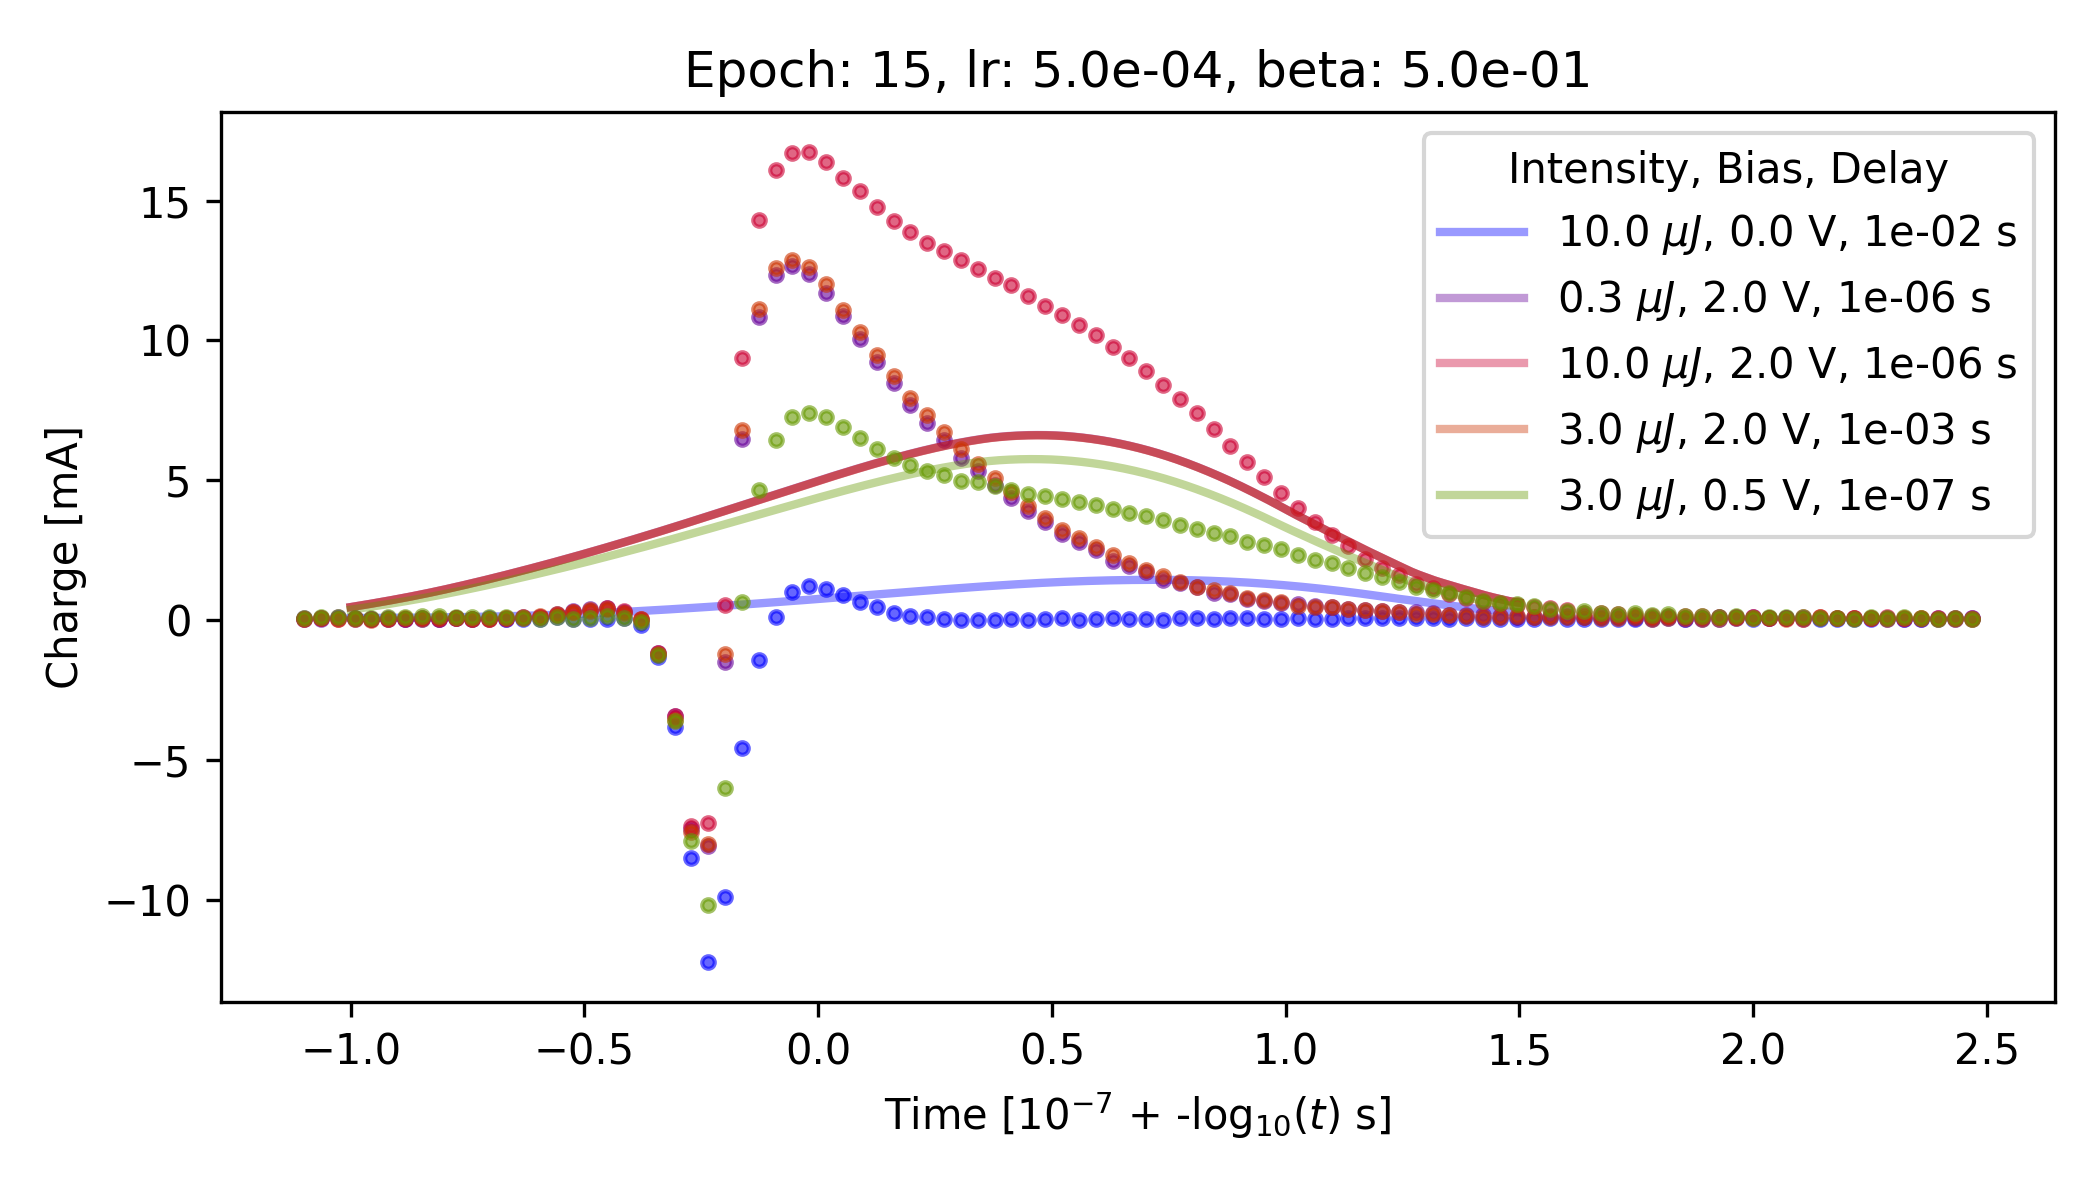 Epoch: 15, lr: 5.0e-04, beta: 5.0e-01
Intensity, Bias, Delay
10.0 μJ, 0.0 V, 1e-02 s
0.3 μJ, 2.0 V, 1e-06 s
10.0 μJ, 2.0 V, 1e-06 s
3.0 μJ, 2.0 V, 1e-03 s
3.0 μJ, 0.5 V, 1e-07 s
Charge [mA]
15
10
5
0
−5
−10
−1.0 −0.5 0.0 0.5 1.0 1.5 2.0 2.5
Time [10⁻⁷ + -log₁₀(t) s]